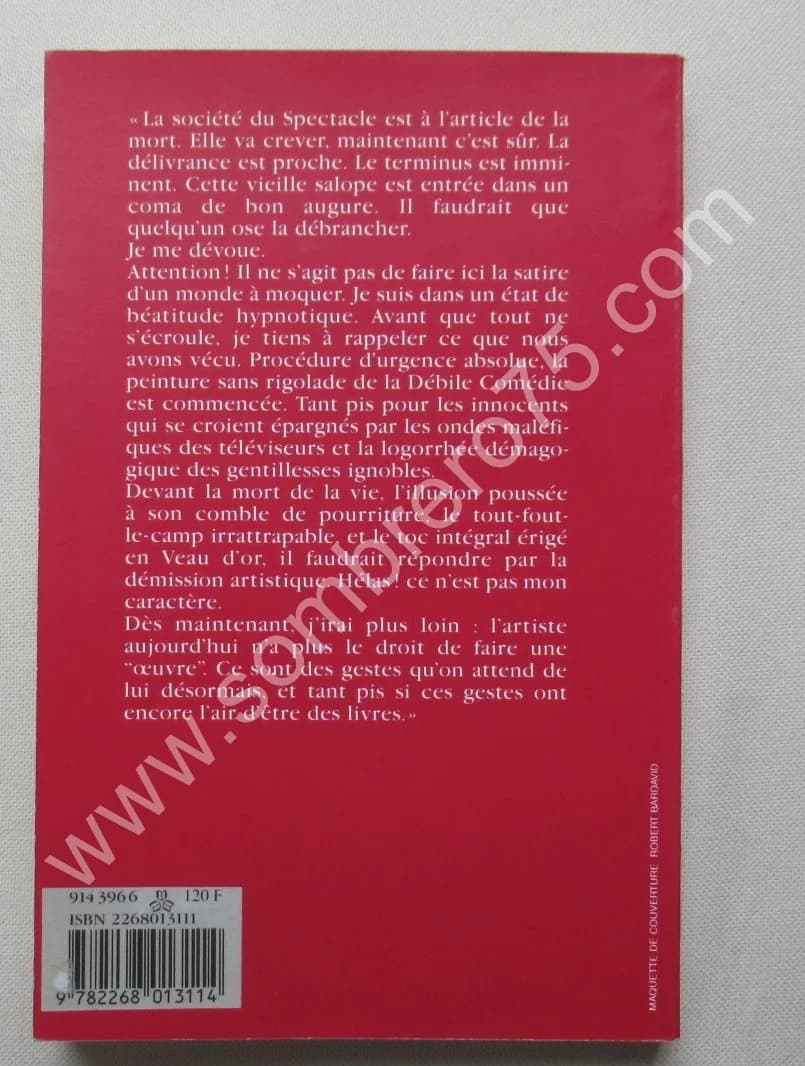 « La société du Spectacle est à l'article de la
mort. Elle va crever, maintenant c'est sûr. La
délivrance est proche. Le terminus est immi-
nent. Cette vieille salope est entrée dans un
coma de bon augure. Il faudrait que
quelqu'un ose la débrancher.
Je me dévoue.
Attention ! Il ne s'agit pas de faire ici la satire
d'un monde à moquer. Je suis dans un état de
béatitude hypnotique. Avant que tout ne
s'écroule, je tiens à rappeler ce que nous
avons vécu. Procédure d'urgence absolue, la
peinture sans rigolade de la Débile Comédie
est commencée. Tant pis pour les innocents
qui se croient épargnés par les ondes maléfi-
ques des téléviseurs et la logorrhée démago-
gique des gentillesses ignobles.
Devant la mort de la vie, l'illusion poussée
à son comble de pourriture, le tout-fout-
le-camp irrattrapable, et le toc intégral érigé
en Veau d'or, il faudrait répondre par la
démission artistique. Hélas ! ce n'est pas mon
caractère.
Dès maintenant, j'irai plus loin : l'artiste
aujourd'hui n'a plus le droit de faire une
“œuvre”. Ce sont des gestes qu'on attend de
lui désormais, et tant pis si ces gestes ont
encore l'air d'être des livres. »
www.sombrero75.com
MAQUETTE DE COUVERTURE ROBERT BARDAVID
914 3966 120 F
ISBN 2268013111
9 782268 013114